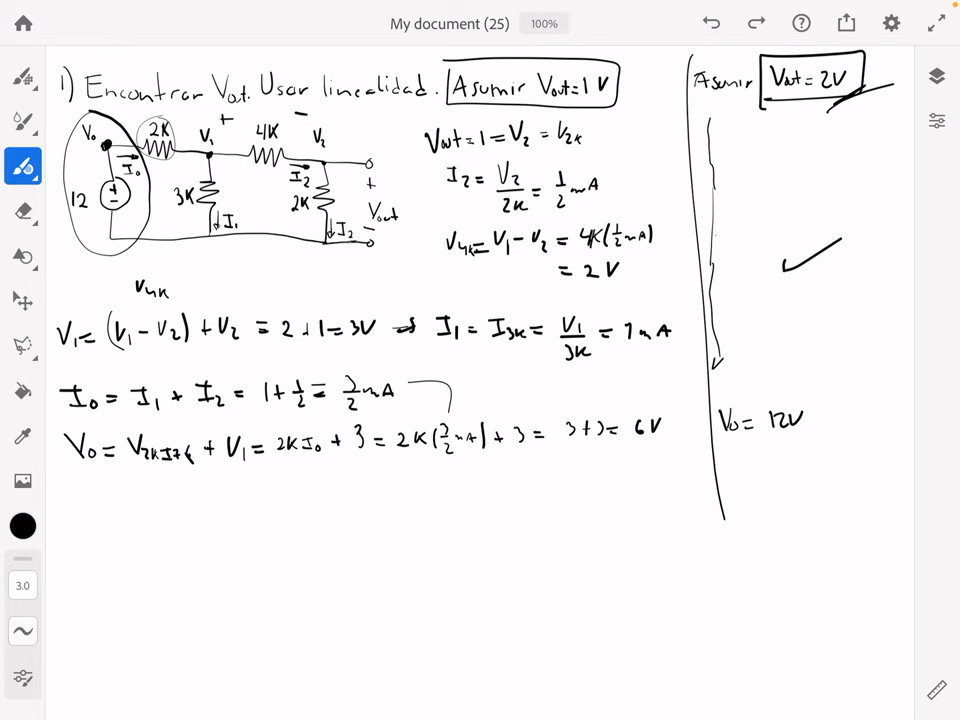 My document (25)
100%
1) Encontrar Vout. Usar linealidad. Asumir Vout=1V
Asumir Vout=2V
V₀ 2K V₁ + 4K - V₂
I₀ I₂
12 3K 2K + Vout -
I₁ I₂
Vout=1=V₂=V₂ₖ
I₂=V₂/2K=1/2 mA
V₄ₖ=V₁-V₂=4K(1/2 mA)
=2V
V₄ₖ
V₁=(V₁-V₂)+V₂=2+1=3V → I₁=I₃ₖ=V₁/3K=1mA
I₀=I₁+I₂=1+1/2=3/2 mA
V₀= +V₁=2KI₀+3=2K(3/2 mA)+3=3+3=6V
V₀=12V
3.0